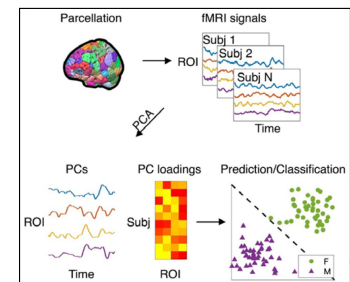 Parcellation
fMRI signals
Subj 1
Subj 2
Subj N
ROI
Time
PCA
PCs
PC loadings
Prediction/Classification
ROI
Subj
Time
ROI
F
M